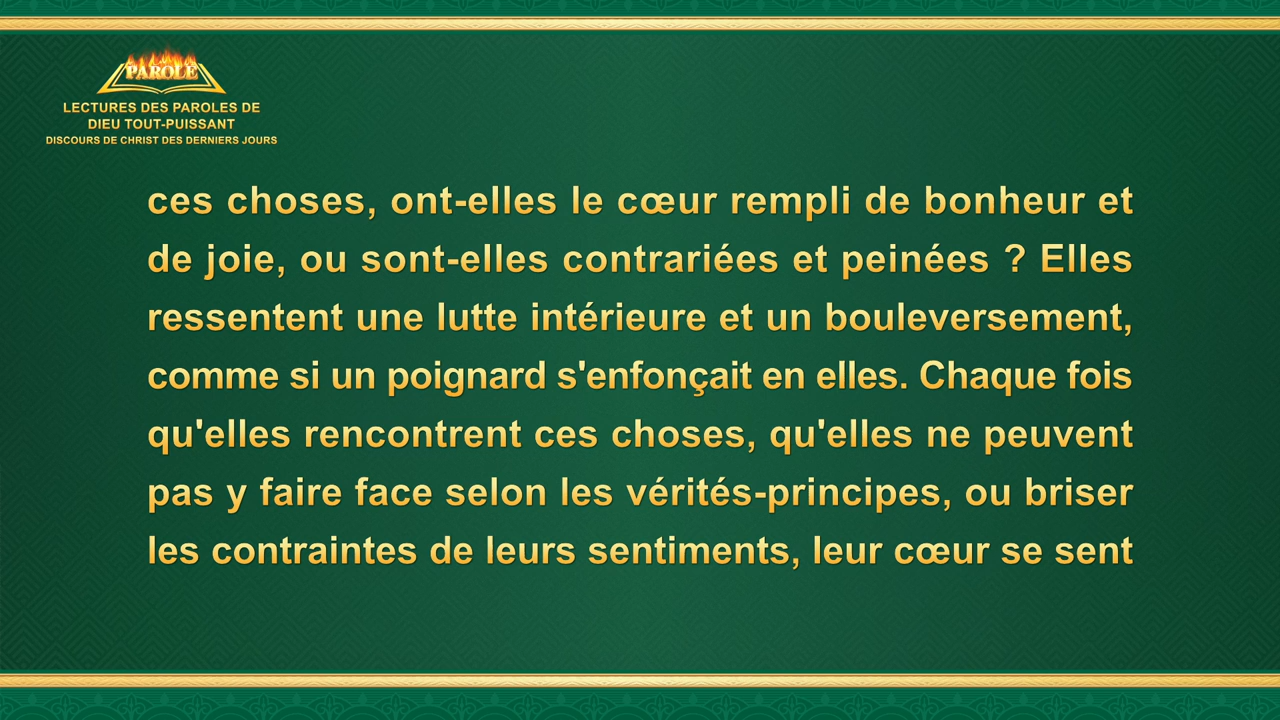 PAROLE
LECTURES DES PAROLES DE
DIEU TOUT-PUISSANT
DISCOURS DE CHRIST DES DERNIERS JOURS
ces choses, ont-elles le cœur rempli de bonheur et
de joie, ou sont-elles contrariées et peinées ? Elles
ressentent une lutte intérieure et un bouleversement,
comme si un poignard s'enfonçait en elles. Chaque fois
qu'elles rencontrent ces choses, qu'elles ne peuvent
pas y faire face selon les vérités-principes, ou briser
les contraintes de leurs sentiments, leur cœur se sent